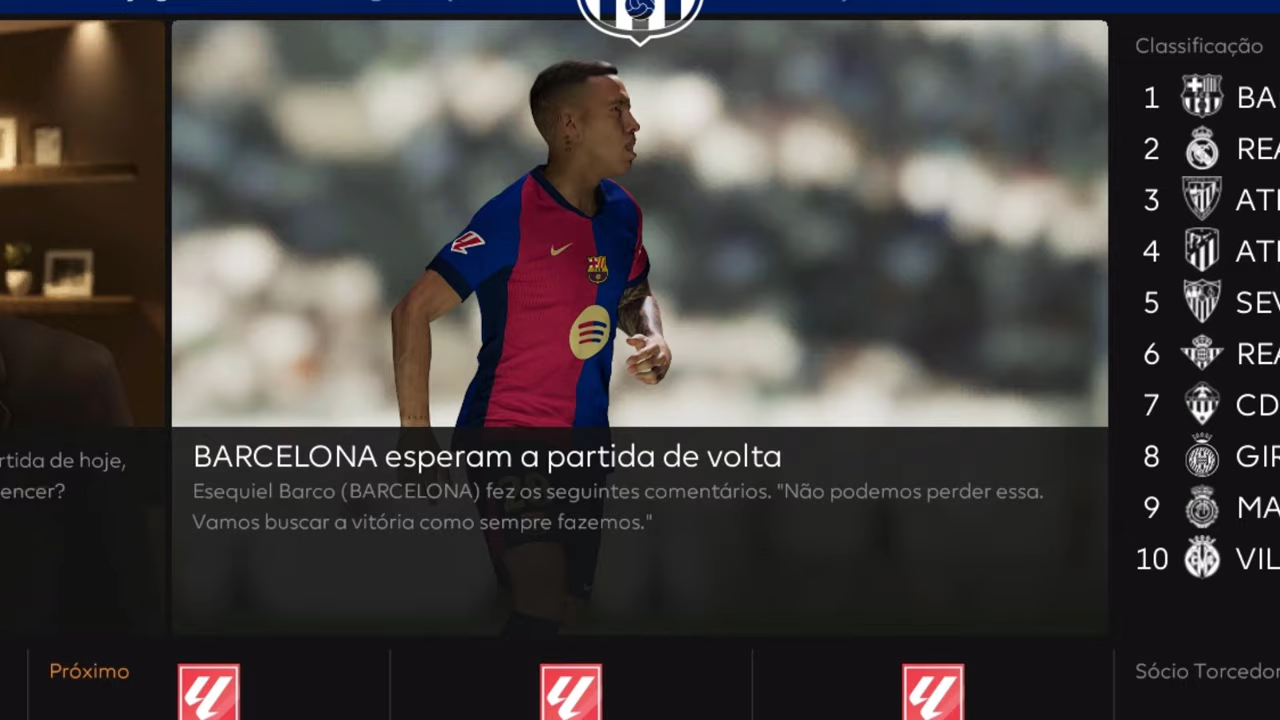 rtida de hoje,
encer?
BARCELONA esperam a partida de volta
Esequiel Barco (BARCELONA) fez os seguintes comentários. "Não podemos perder essa.
Vamos buscar a vitória como sempre fazemos."
Classificação
1 BA
2 REA
3 ATI
4 ATI
5 SEV
6 REA
7 CD
8 GIR
9 MA
10 VIL
Próximo
Sócio Torcedor